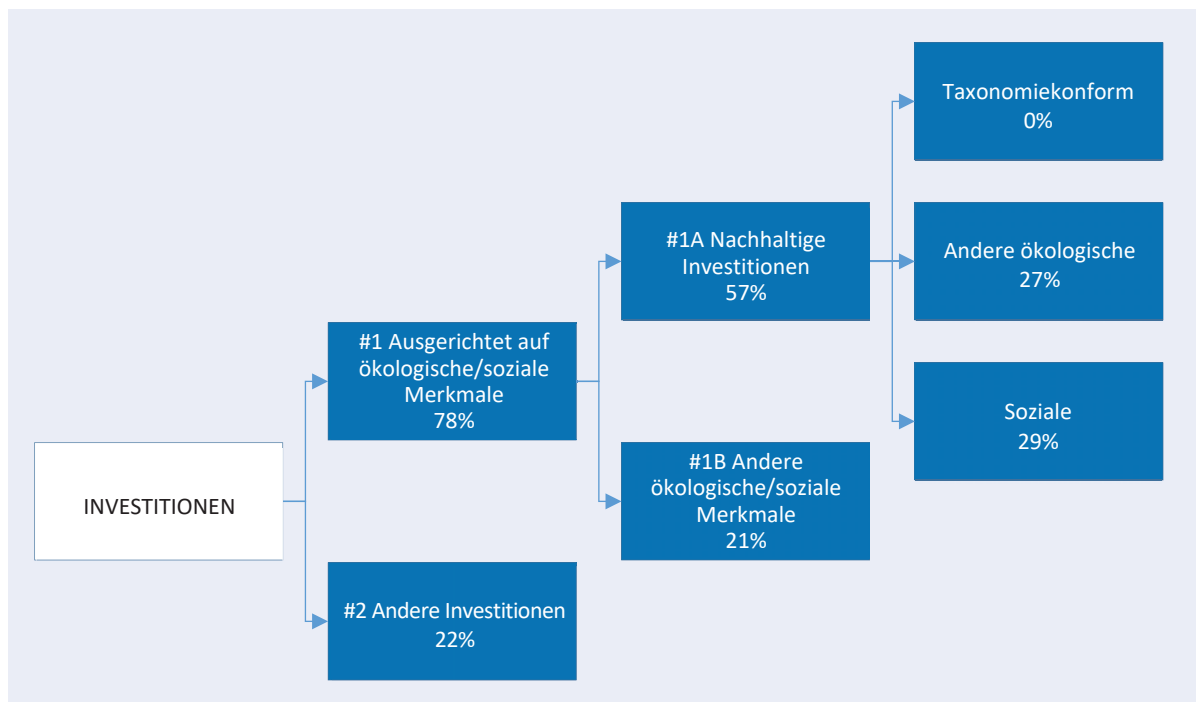 INVESTITIONEN
#1 Ausgerichtet auf
ökologische/soziale
Merkmale
78%
#2 Andere Investitionen
22%
#1A Nachhaltige
Investitionen
57%
#1B Andere
ökologische/soziale
Merkmale
21%
Taxonomiekonform
0%
Andere ökologische
27%
Soziale
29%